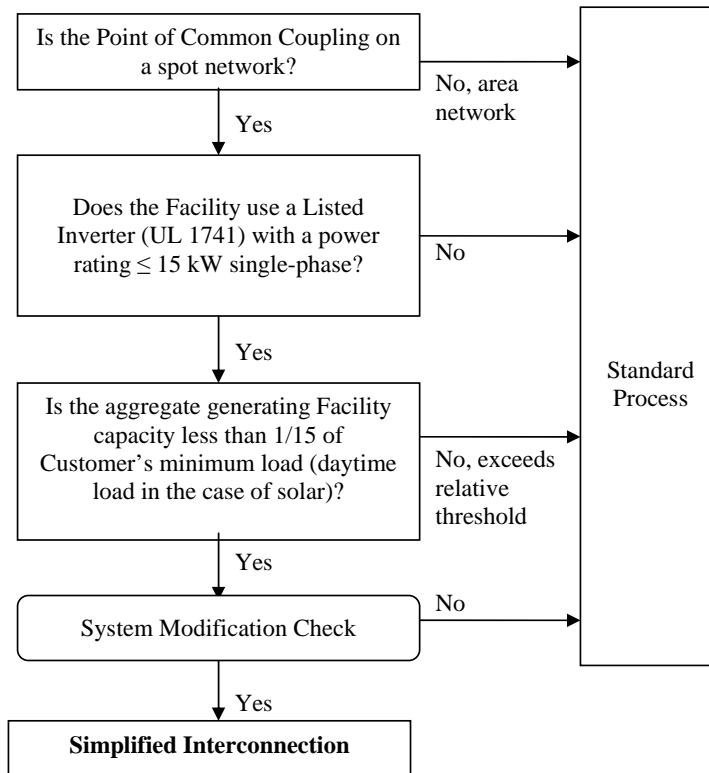 Is the Point of Common Coupling on
a spot network?
No, area
network
Yes
Does the Facility use a Listed
Inverter (UL 1741) with a power
rating ≤ 15 kW single-phase?
No
Yes
Standard
Process
Is the aggregate generating Facility
capacity less than 1/15 of
Customer’s minimum load (daytime
load in the case of solar)?
No, exceeds
relative
threshold
Yes
System Modification Check
No
Yes
Simplified Interconnection